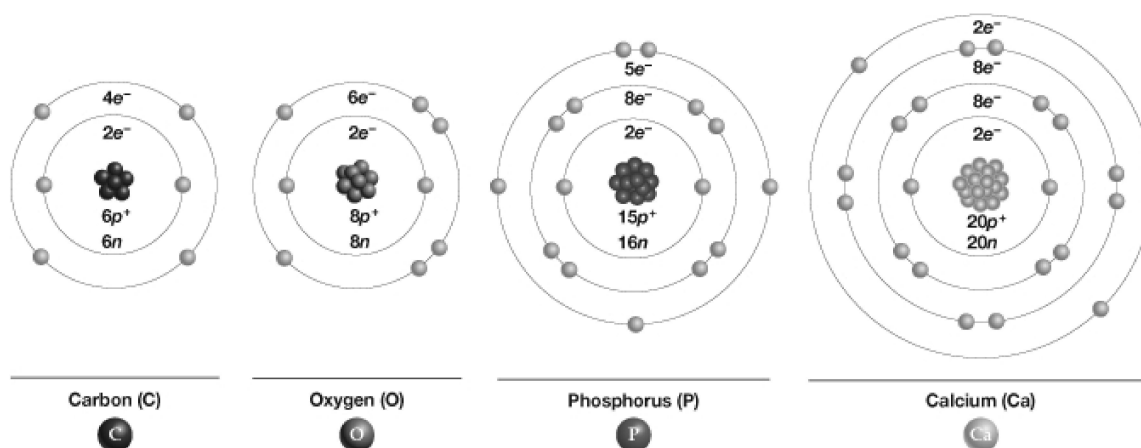 4e⁻
2e⁻
6p⁺
6n
Carbon (C)
C
6e⁻
2e⁻
8p⁺
8n
Oxygen (O)
O
5e⁻
8e⁻
2e⁻
15p⁺
16n
Phosphorus (P)
P
2e⁻
8e⁻
8e⁻
2e⁻
20p⁺
20n
Calcium (Ca)
Ca